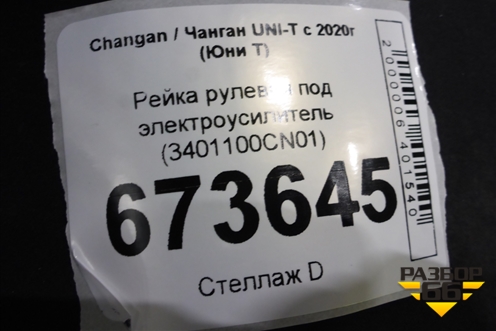 Changan / Чанган UNI-T с 2020г
(Юни Т)
Рейка рулевая под
электроусилитель
(3401100CN01)
673645
Стеллаж D
2000006401540
РАЗБОР
66